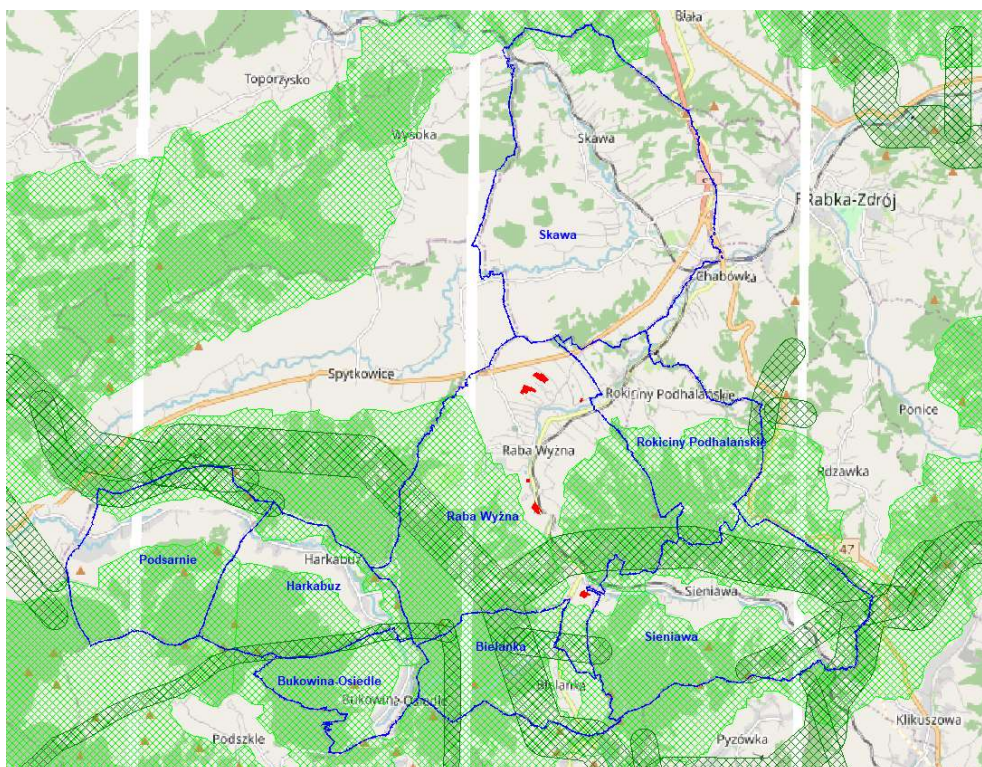 Biała
Toporzysko
Wysoka
Skawa
Rabka-Zdrój
Skawa
Chabówka
Spytkowice
Rokiciny Podhalańskie
Ponice
Rokiciny Podhalańskie
Raba Wyżna
Rdzawka
Raba Wyżna
47
Podsarnie
Harkabuz
Harkabuz
Sieniawa
Sieniawa
Bielanka
Bukowina-Osiedle
Bielanka
Bukowina-Osiedle
Klikuszowa
Podszkle
Pyzówka